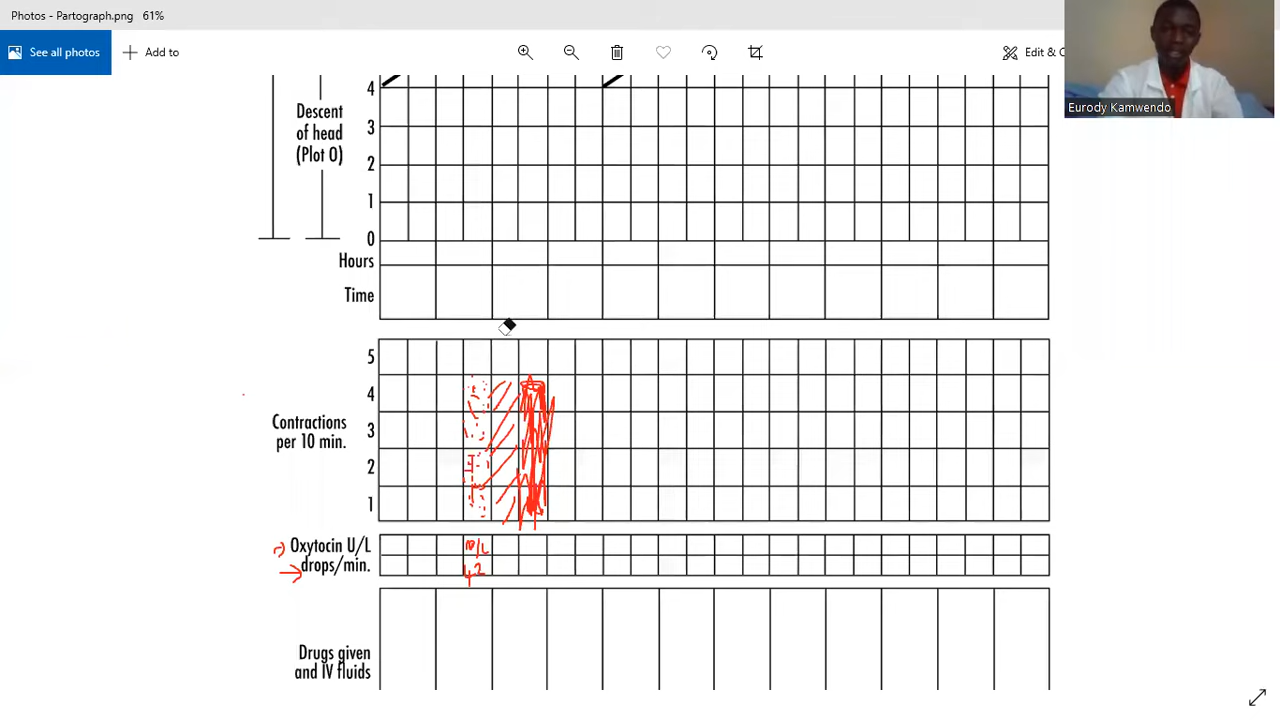 Photos - Partograph.png 61%
See all photos
Add to
Edit & C
Eurody Kamwendo
4
Descent
of head
(Plot O)
3
2
1
0
Hours
Time
5
4
Contractions
per 10 min.
3
2
1
Oxytocin U/L
drops/min.
42
Drugs given
and IV fluids